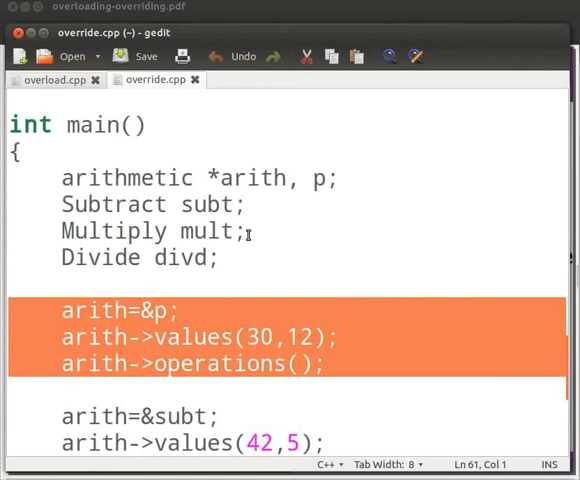 overloading-overriding.pdf
override.cpp (~) - gedit
Open Save Undo
overload.cpp override.cpp
int main()
{
arithmetic *arith, p;
Subtract subt;
Multiply mult;
Divide divd;
e
arith=&p;
arith->values(30,12);
arith->operations();
arith=&subt;
arith->values(42,5);
C++ Tab Width: 8 Ln 61, Col 1 INS